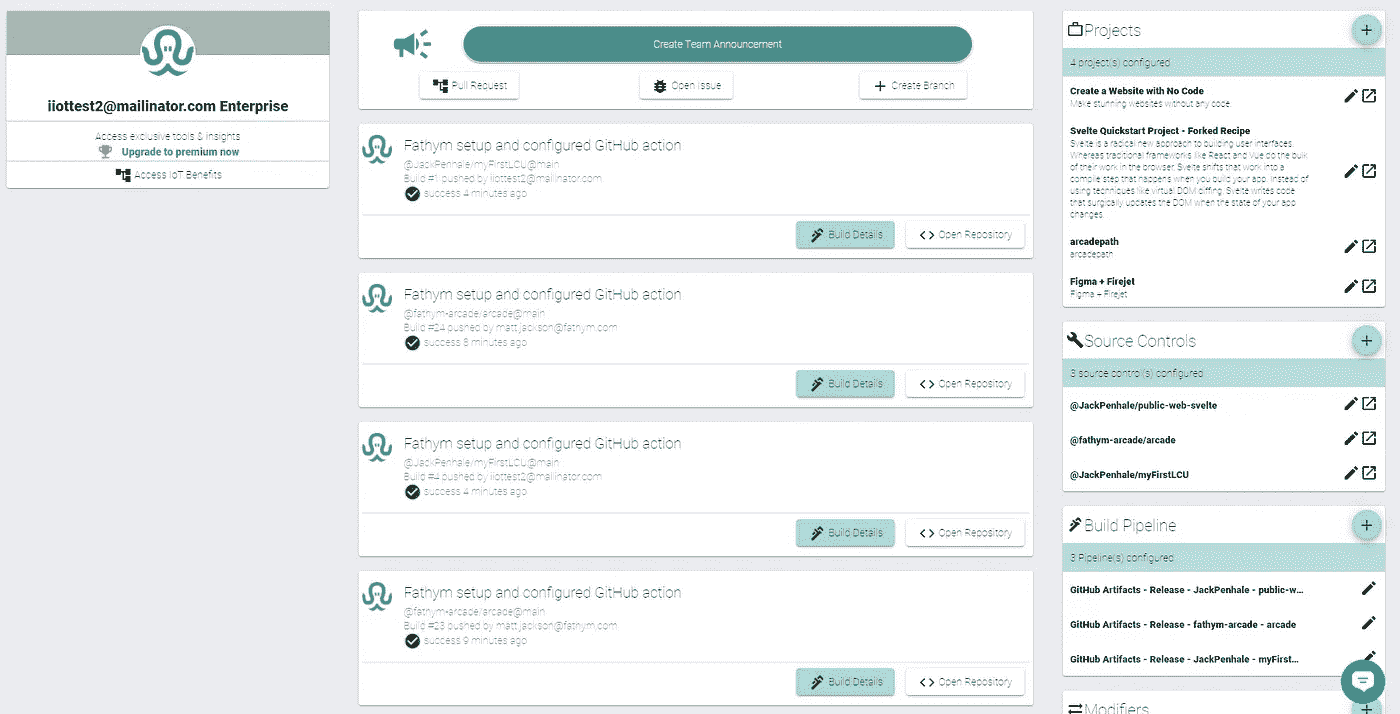 iiottest2@mailinator.com Enterprise
Access exclusive tools & insights
Upgrade to premium now
Access IoT Benefits
Create Team Announcement
Pull Request
Open Issue
Create Branch
Fathym setup and configured GitHub action
@JackPenhale/myFirstLCU@main
Build #1 pushed by iiottest2@mailinator.com
success 4 minutes ago
Build Details
Open Repository
Fathym setup and configured GitHub action
@fathym-arcade/arcade@main
Build #24 pushed by matt.jackson@fathym.com
success 8 minutes ago
Build Details
Open Repository
Fathym setup and configured GitHub action
@JackPenhale/myFirstLCU@main
Build #4 pushed by iiottest2@mailinator.com
success 4 minutes ago
Build Details
Open Repository
Fathym setup and configured GitHub action
@fathym-arcade/arcade@main
Build #23 pushed by matt.jackson@fathym.com
success 9 minutes ago
Build Details
Open Repository
Projects
4 project(s) configured
Create a Website with No Code
Make stunning websites without any code
Svelte Quickstart Project - Forked Recipe
Svelte is a radical new approach to building user interfaces.
Whereas traditional frameworks like React and Vue do the bulk
of their work in the browser, Svelte shifts that work into a
compile step that happens when you build your app. Instead of
using techniques like virtual DOM diffing, Svelte writes code
that surgically updates the DOM when the state of your app
changes.
arcadepath
arcadepath
Figma + Firejet
Figma + Firejet
Source Controls
3 source control(s) configured
@JackPenhale/public-web-svelte
@fathym-arcade/arcade
@JackPenhale/myFirstLCU
Build Pipeline
3 Pipeline(s) configured
GitHub Artifacts - Release - JackPenhale - public-w...
GitHub Artifacts - Release - fathym-arcade - arcade
GitHub Artifacts - Release - JackPenhale - myFirst...
Modifiers